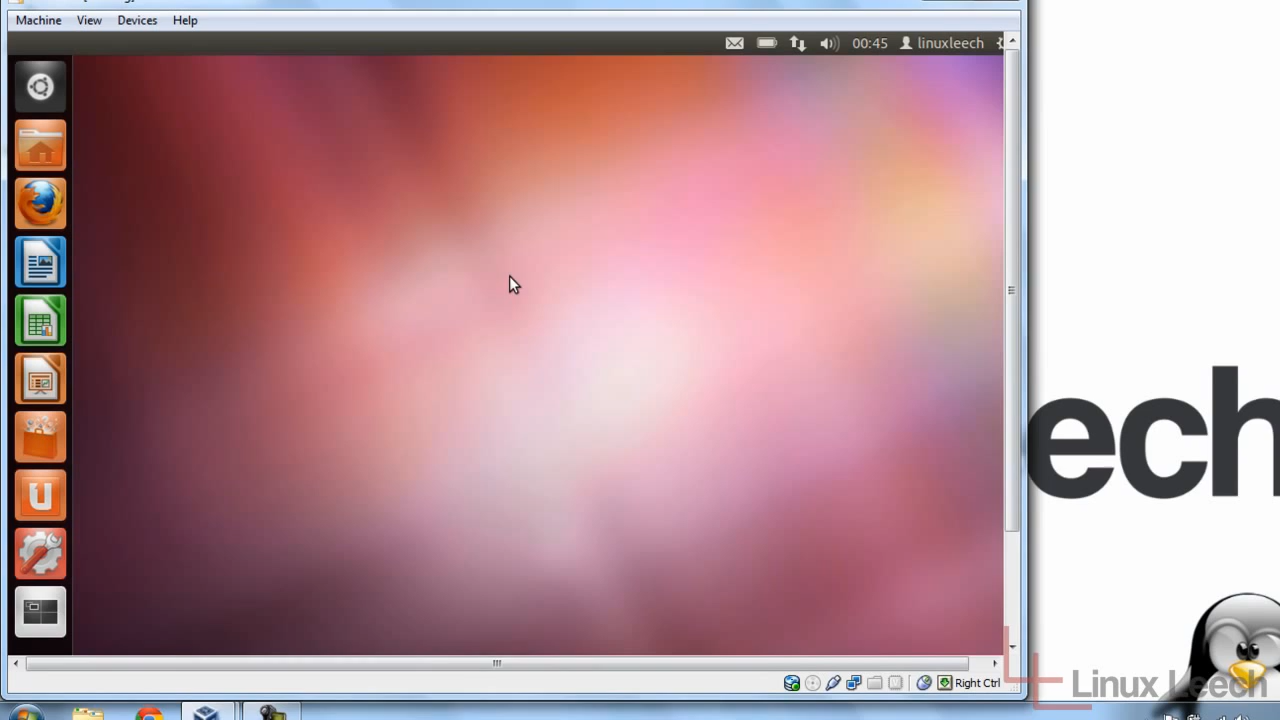 Machine View Devices Help
00:45 linuxleech
ech
Right Ctrl
Linux Leech